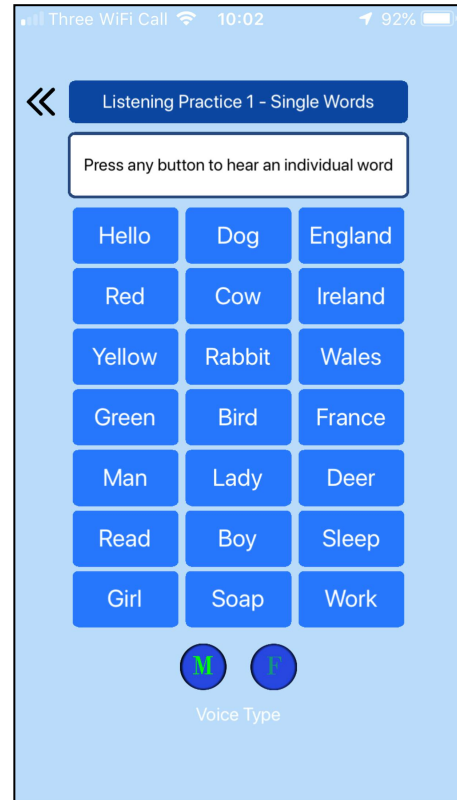 Three WiFi Call 10:02 92%
Listening Practice 1 - Single Words
Press any button to hear an individual word
Hello Dog England
Red Cow Ireland
Yellow Rabbit Wales
Green Bird France
Man Lady Deer
Read Boy Sleep
Girl Soap Work
M F
Voice Type